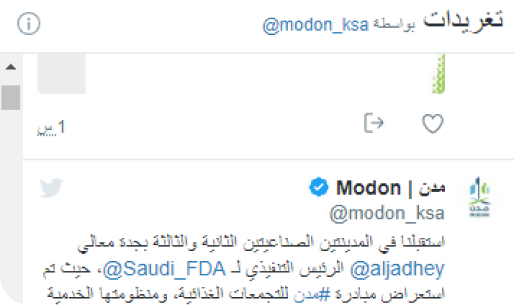 تغريدات بواسطة @modon_ksa
1 س
مدن | Modon
@modon_ksa
استقبلنا في المدينتين الصناعيتين الثانية والثالثة بجدة معالي
@aljadhey الرئيس التنفيذي لـ @Saudi_FDA، حيث تم
استعراض مبادرة #مدن للتجمعات الغذائية، ومنظومتها الخدمية